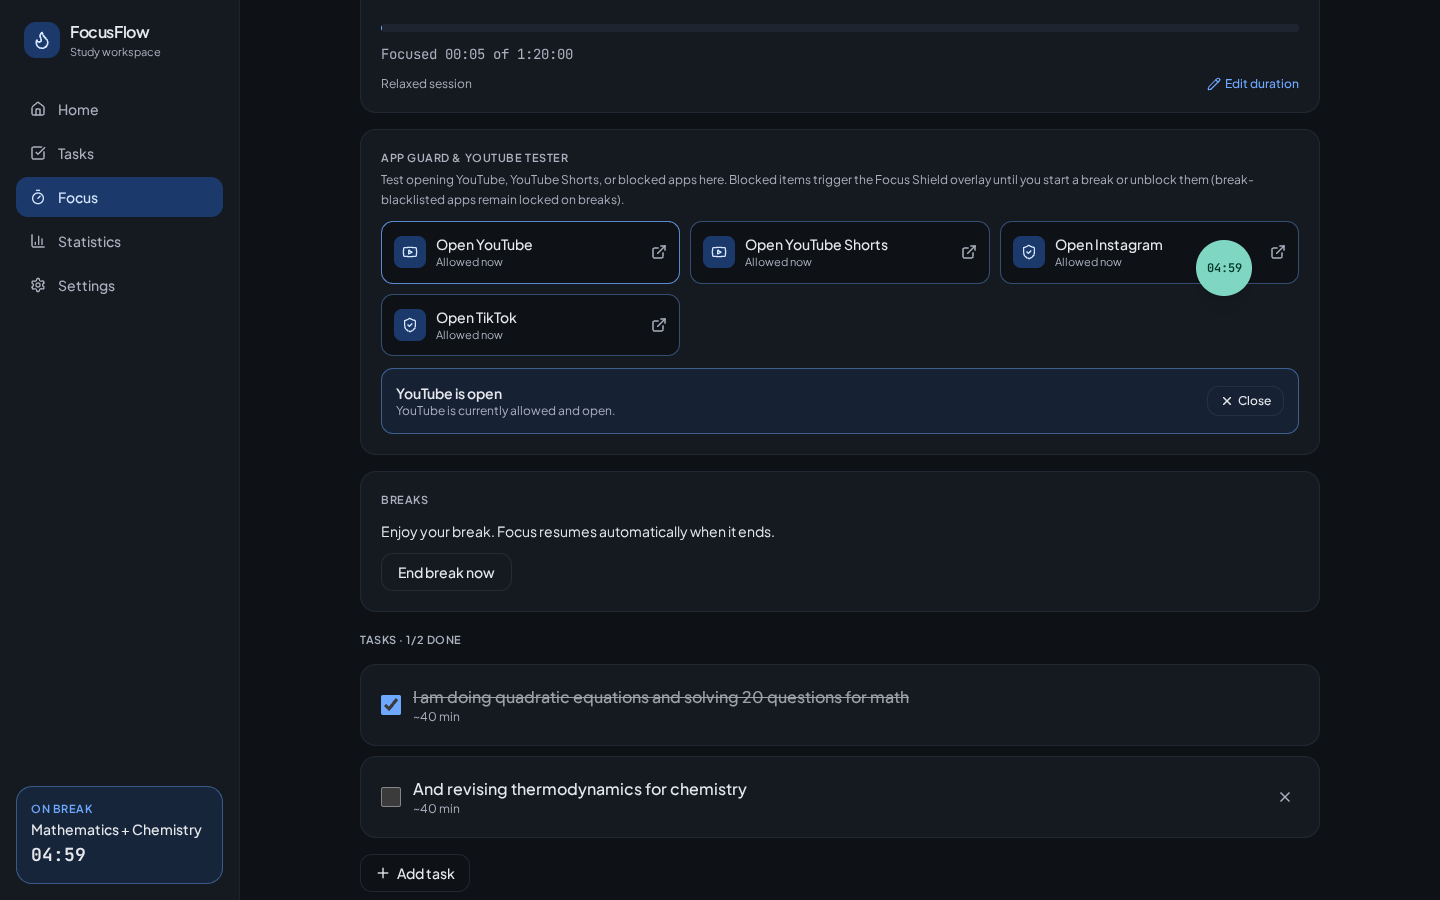 FocusFlow
Study workspace
Home
Tasks
Focus
Statistics
Settings
ON BREAK
Mathematics + Chemistry
04:59
Focused 00:05 of 1:20:00
Relaxed session
Edit duration
APP GUARD & YOUTUBE TESTER
Test opening YouTube, YouTube Shorts, or blocked apps here. Blocked items trigger the Focus Shield overlay until you start a break or unblock them (break-
blacklisted apps remain locked on breaks).
Open YouTube
Allowed now
Open YouTube Shorts
Allowed now
Open Instagram
Allowed now
04:59
Open TikTok
Allowed now
YouTube is open
YouTube is currently allowed and open.
Close
BREAKS
Enjoy your break. Focus resumes automatically when it ends.
End break now
TASKS · 1/2 DONE
I am doing quadratic equations and solving 20 questions for math
~40 min
And revising thermodynamics for chemistry
~40 min
Add task